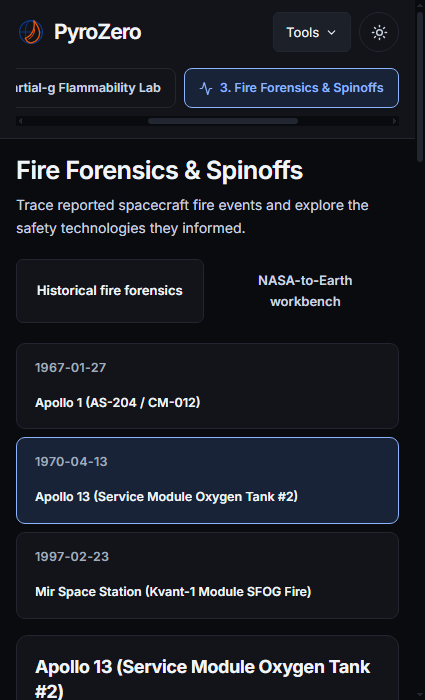 PyroZero
Tools
rtial-g Flammability Lab
3. Fire Forensics & Spinoffs
Fire Forensics & Spinoffs
Trace reported spacecraft fire events and explore the
safety technologies they informed.
Historical fire forensics
NASA-to-Earth
workbench
1967-01-27
Apollo 1 (AS-204 / CM-012)
1970-04-13
Apollo 13 (Service Module Oxygen Tank #2)
1997-02-23
Mir Space Station (Kvant-1 Module SFOG Fire)
Apollo 13 (Service Module Oxygen Tank
#2)